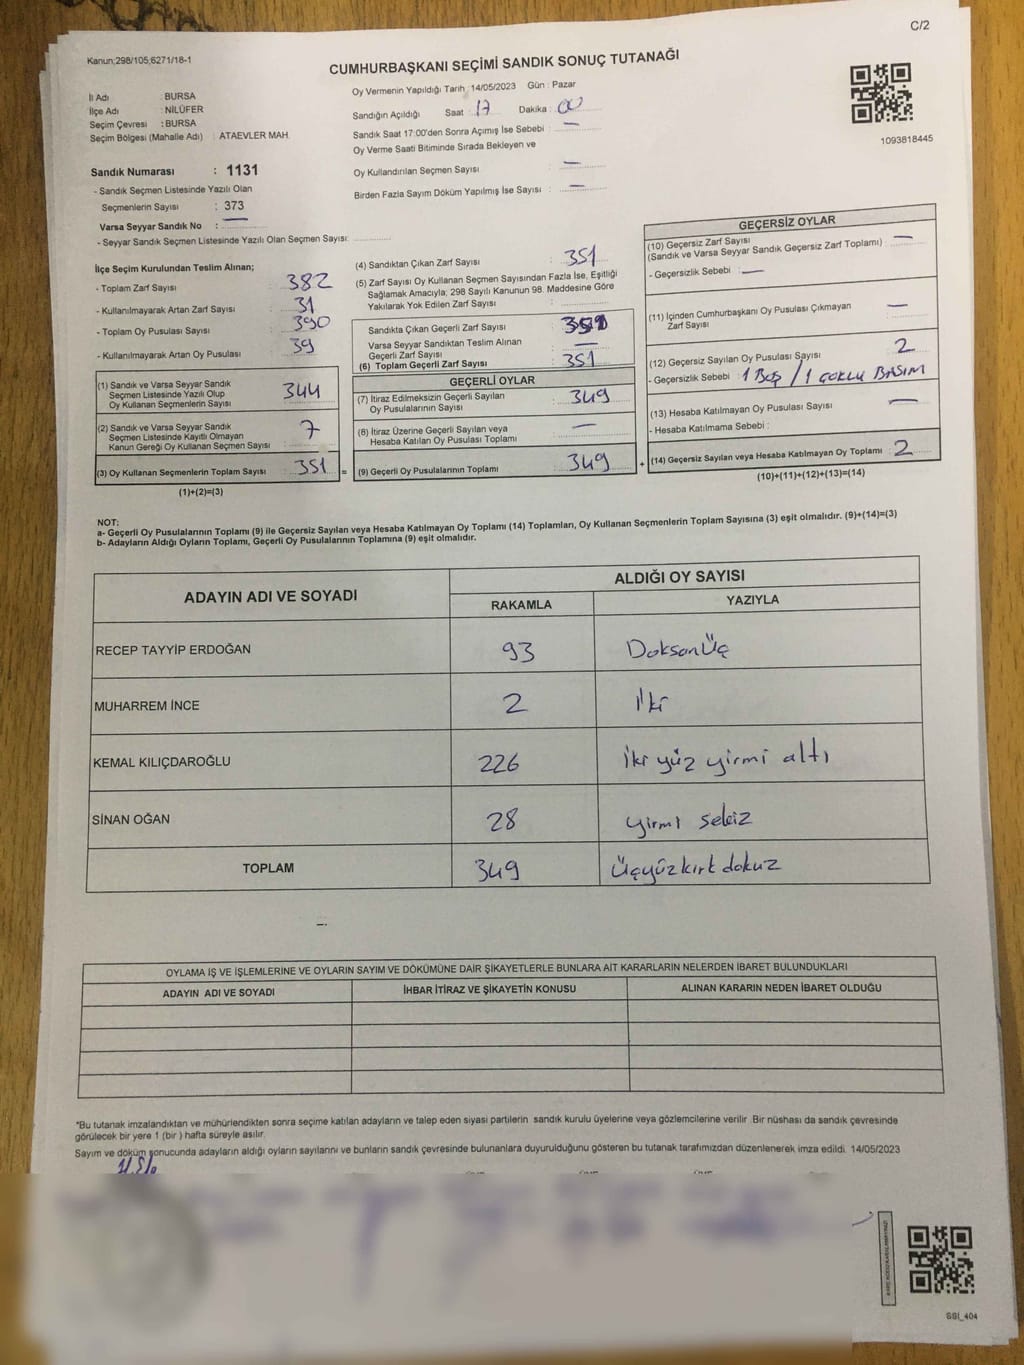 C/2
Kanun;298/105;6271/18-1
CUMHURBAŞKANI SEÇİMİ SANDIK SONUÇ TUTANAĞI
İl Adı : BURSA
İlçe Adı : NİLÜFER
Seçim Çevresi : BURSA
Seçim Bölgesi (Mahalle Adı) : ATAEVLER MAH.
Sandık Numarası : 1131
- Sandık Seçmen Listesinde Yazılı Olan
Seçmenlerin Sayısı : 373
Varsa Seyyar Sandık No : —
- Seyyar Sandık Seçmen Listesinde Yazılı Olan Seçmen Sayısı:
Oy Vermenin Yapıldığı Tarih : 14/05/2023 Gün : Pazar
Sandığın Açıldığı Saat : 17 Dakika : 00
Sandık Saat 17:00'den Sonra Açımış İse Sebebi : —
Oy Verme Saati Bitiminde Sırada Bekleyen ve
Oy Kullandırılan Seçmen Sayısı : —
Birden Fazla Sayım Döküm Yapılmış İse Sayısı : —
1093818445
İlçe Seçim Kurulundan Teslim Alınan;
- Toplam Zarf Sayısı : 382
- Kullanılmayarak Artan Zarf Sayısı : 31
- Toplam Oy Pusulası Sayısı : 390
- Kullanılmayarak Artan Oy Pusulası : 39
(1) Sandık ve Varsa Seyyar Sandık
Seçmen Listesinde Yazılı Olup
Oy Kullanan Seçmenlerin Sayısı : 344
(2) Sandık ve Varsa Seyyar Sandık
Seçmen Listesinde Kayıtlı Olmayan
Kanun Gereği Oy Kullanan Seçmen Sayısı : 7
(3) Oy Kullanan Seçmenlerin Toplam Sayısı : 351 =
(1)+(2)=(3)
(4) Sandıktan Çıkan Zarf Sayısı : 351
(5) Zarf Sayısı Oy Kullanan Seçmen Sayısından Fazla İse, Eşitliği
Sağlamak Amacıyla; 298 Sayılı Kanunun 98. Maddesine Göre
Yakılarak Yok Edilen Zarf Sayısı :
Sandıkta Çıkan Geçerli Zarf Sayısı : 351
Varsa Seyyar Sandıktan Teslim Alınan
Geçerli Zarf Sayısı : —
(6) Toplam Geçerli Zarf Sayısı : 351
GEÇERLİ OYLAR
(7) İtiraz Edilmeksizin Geçerli Sayılan
Oy Pusulalarının Sayısı : 349
(8) İtiraz Üzerine Geçerli Sayılan veya
Hesaba Katılan Oy Pusulası Toplamı : —
(9) Geçerli Oy Pusulalarının Toplamı : 349 +
GEÇERSİZ OYLAR
(10) Geçersiz Zarf Sayısı
(Sandık ve Varsa Seyyar Sandık Geçersiz Zarf Toplamı) : —
- Geçersizlik Sebebi : —
(11) İçinden Cumhurbaşkanı Oy Pusulası Çıkmayan
Zarf Sayısı : —
(12) Geçersiz Sayılan Oy Pusulası Sayısı : 2
- Geçersizlik Sebebi : 1 BOŞ / 1 ÇOKLU BASIM
(13) Hesaba Katılmayan Oy Pusulası Sayısı : —
- Hesaba Katılmama Sebebi :
(14) Geçersiz Sayılan veya Hesaba Katılmayan Oy Toplamı : 2
(10)+(11)+(12)+(13)=(14)
NOT:
a- Geçerli Oy Pusulalarının Toplamı (9) ile Geçersiz Sayılan veya Hesaba Katılmayan Oy Toplamı (14) Toplamları, Oy Kullanan Seçmenlerin Toplam Sayısına (3) eşit olmalıdır. (9)+(14)=(3)
b- Adayların Aldığı Oyların Toplamı, Geçerli Oy Pusulalarının Toplamına (9) eşit olmalıdır.
ADAYIN ADI VE SOYADI ALDIĞI OY SAYISI
RAKAMLA YAZIYLA
RECEP TAYYİP ERDOĞAN 93 DoksanÜç
MUHARREM İNCE 2 İki
KEMAL KILIÇDAROĞLU 226 iki yüz yirmi altı
SİNAN OĞAN 28 yirmi sekiz
TOPLAM 349 Üçyüzkırk dokuz
OYLAMA İŞ VE İŞLEMLERİNE VE OYLARIN SAYIM VE DÖKÜMÜNE DAİR ŞİKAYETLERLE BUNLARA AİT KARARLARIN NELERDEN İBARET BULUNDUKLARI
ADAYIN ADI VE SOYADI İHBAR İTİRAZ VE ŞİKAYETİN KONUSU ALINAN KARARIN NEDEN İBARET OLDUĞU
*Bu tutanak imzalandıktan ve mühürlendikten sonra seçime katılan adayların ve talep eden siyasi partilerin sandık kurulu üyelerine veya gözlemcilerine verilir. Bir nüshası da sandık çevresinde
görülecek bir yere 1 (bir ) hafta süreyle asılır.
Sayım ve döküm sonucunda adayların aldığı oyların sayılarını ve bunların sandık çevresinde bulunanlara duyurulduğunu gösteren bu tutanak tarafımızdan düzenlenerek imza edildi. 14/05/2023
SSI_404